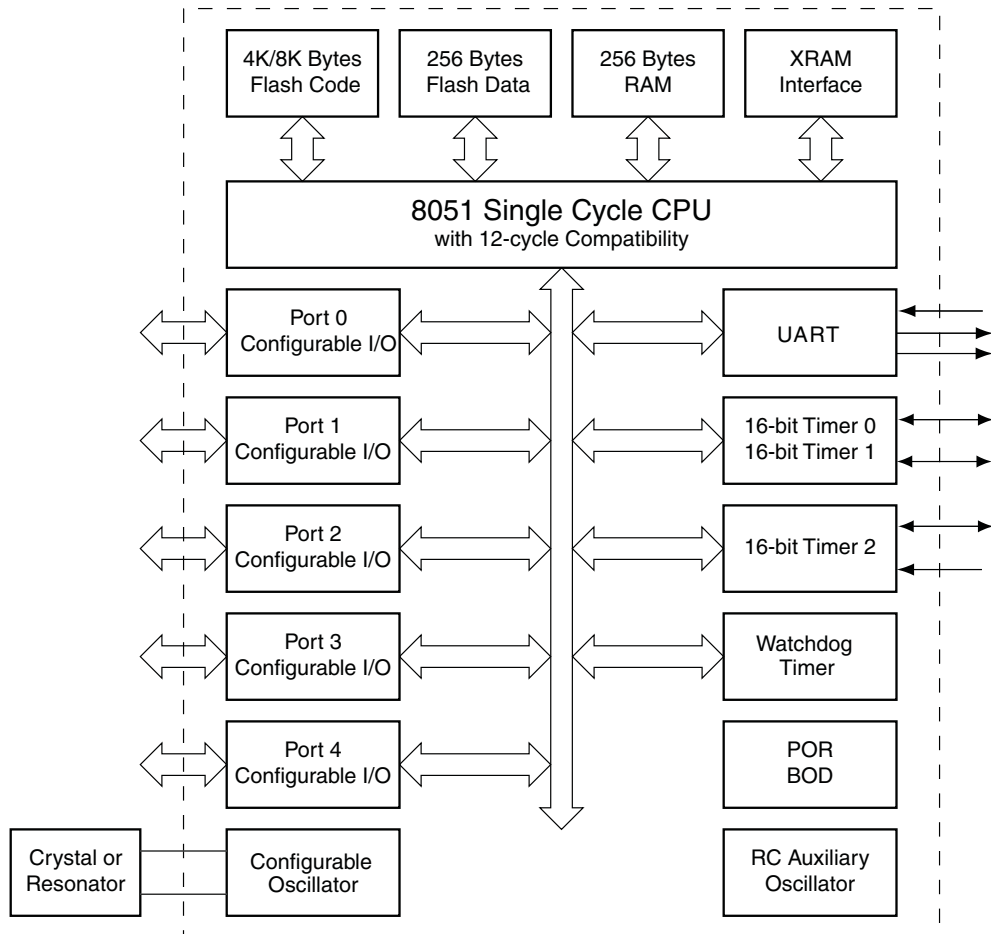 4K/8K Bytes
Flash Code
256 Bytes
Flash Data
256 Bytes
RAM
XRAM
Interface
8051 Single Cycle CPU
with 12-cycle Compatibility
Port 0
Configurable I/O
UART
Port 1
Configurable I/O
16-bit Timer 0
16-bit Timer 1
Port 2
Configurable I/O
16-bit Timer 2
Port 3
Configurable I/O
Watchdog
Timer
Port 4
Configurable I/O
POR
BOD
Crystal or
Resonator
Configurable
Oscillator
RC Auxiliary
Oscillator